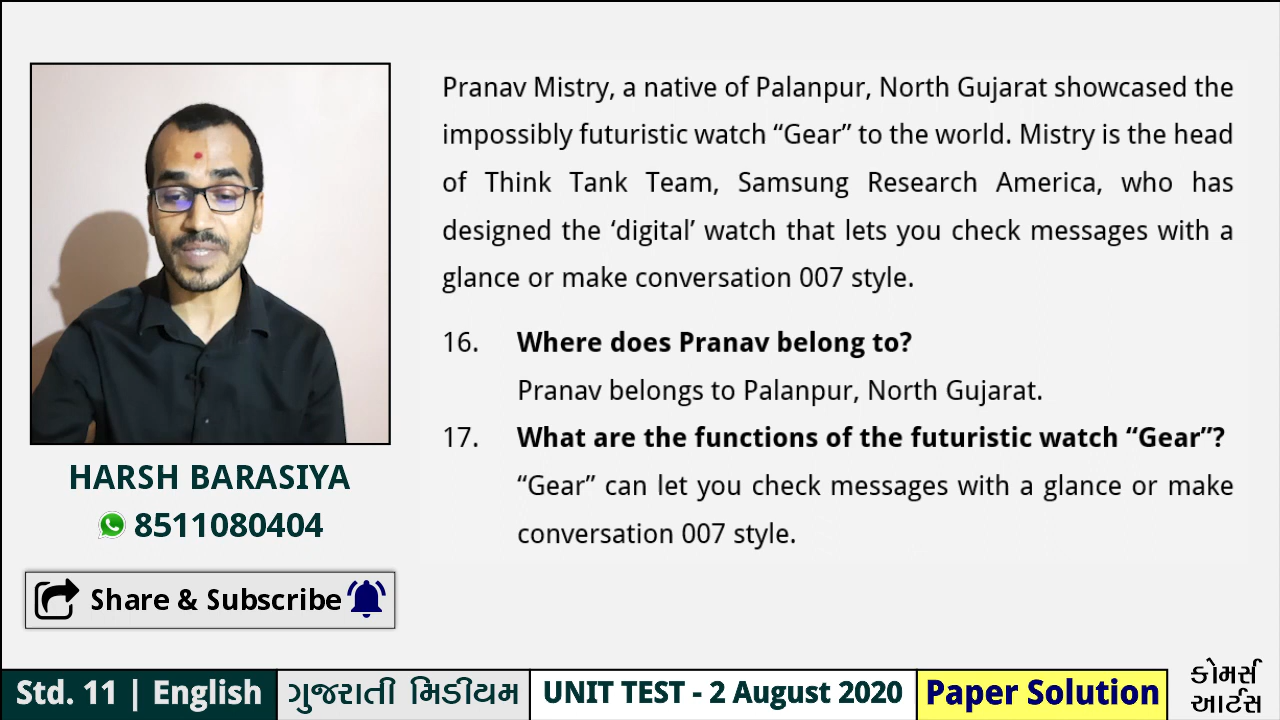 Pranav Mistry, a native of Palanpur, North Gujarat showcased the
impossibly futuristic watch “Gear” to the world. Mistry is the head
of Think Tank Team, Samsung Research America, who has
designed the ‘digital’ watch that lets you check messages with a
glance or make conversation 007 style.
16. Where does Pranav belong to?
Pranav belongs to Palanpur, North Gujarat.
17. What are the functions of the futuristic watch “Gear”?
“Gear” can let you check messages with a glance or make
conversation 007 style.
HARSH BARASIYA
8511080404
Share & Subscribe
Std. 11 | English
ગુજરાતી મિડીયમ
UNIT TEST - 2 August 2020
Paper Solution
કોમર્સ
આર્ટસ